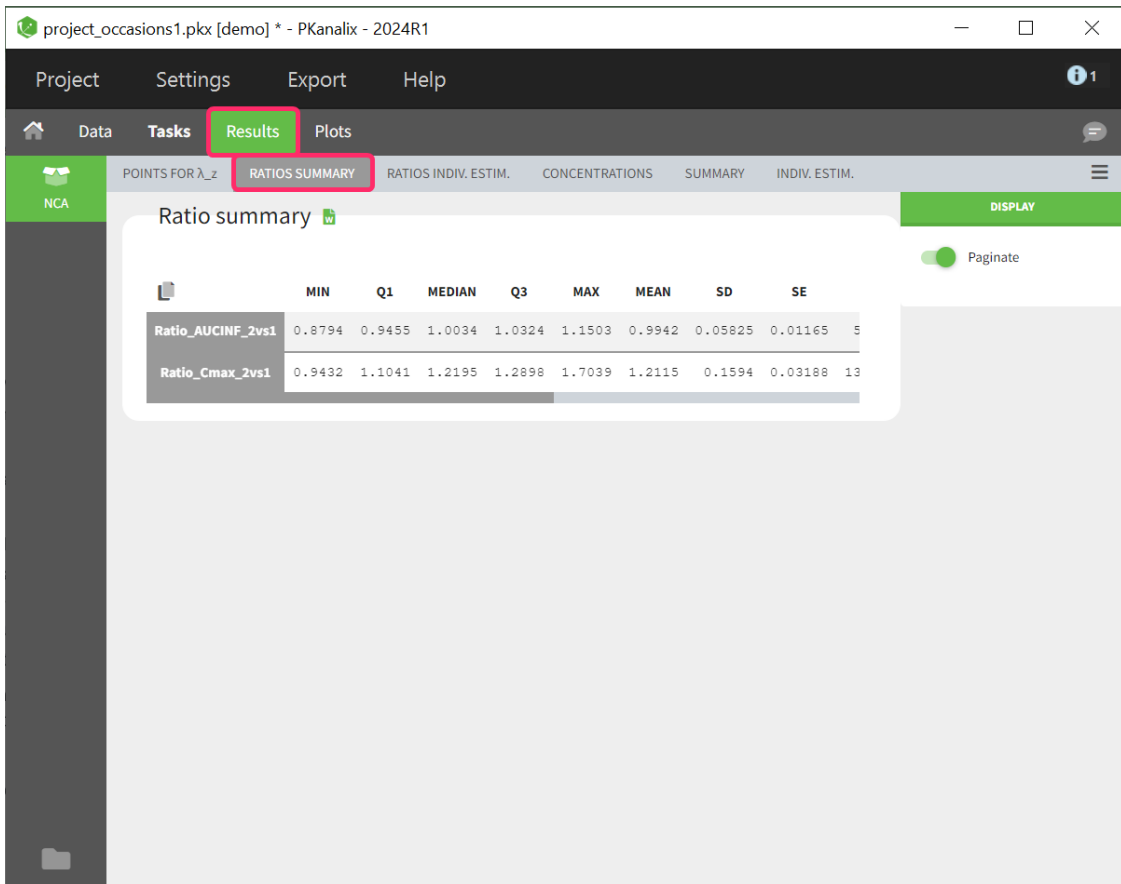 project_occasions1.pkx [demo] * - PKanalix - 2024R1
Project Settings Export Help 1
Data Tasks Results Plots
NCA
POINTS FOR λ_z RATIOS SUMMARY RATIOS INDIV. ESTIM. CONCENTRATIONS SUMMARY INDIV. ESTIM.
Ratio summary
MIN Q1 MEDIAN Q3 MAX MEAN SD SE
Ratio_AUCINF_2vs1 0.8794 0.9455 1.0034 1.0324 1.1503 0.9942 0.05825 0.01165 5
Ratio_Cmax_2vs1 0.9432 1.1041 1.2195 1.2898 1.7039 1.2115 0.1594 0.03188 13
DISPLAY
Paginate